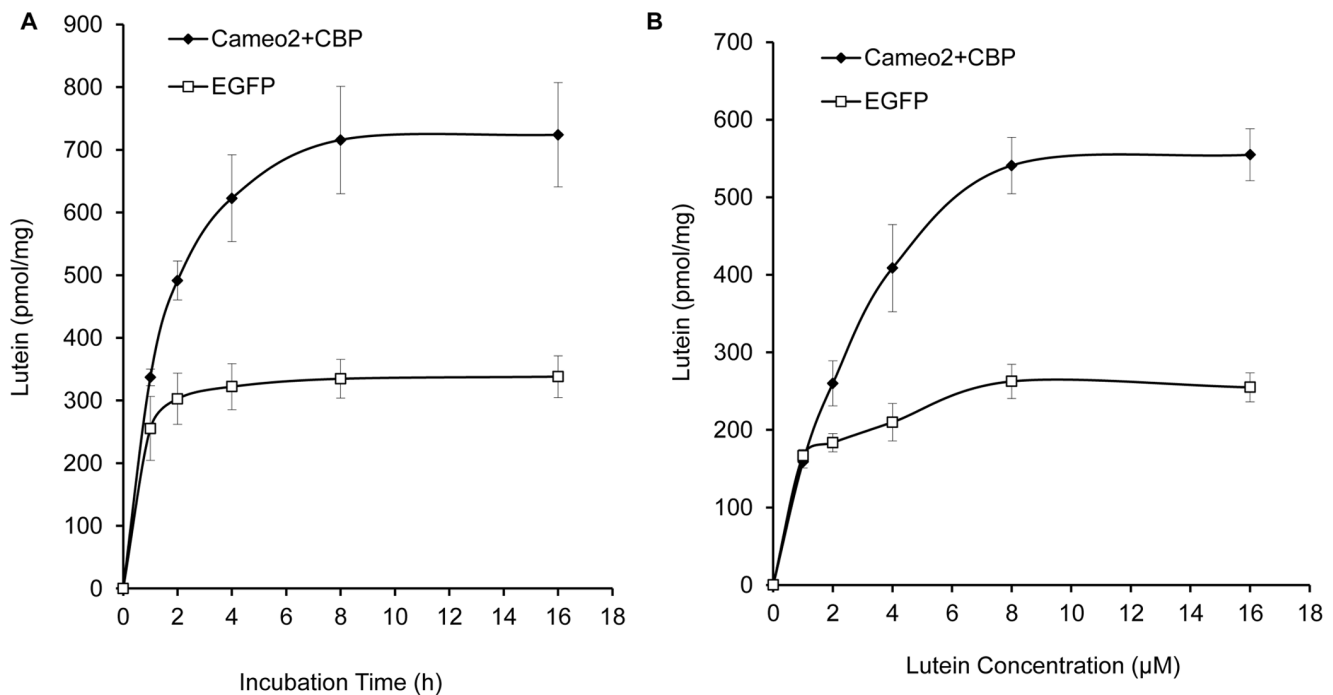 A
Cameo2+CBP
EGFP
900
800
700
600
500
400
300
200
100
0
Lutein (pmol/mg)
0 2 4 6 8 10 12 14 16 18
Incubation Time (h)
B
Cameo2+CBP
EGFP
700
600
500
400
300
200
100
0
Lutein (pmol/mg)
0 2 4 6 8 10 12 14 16 18
Lutein Concentration (μM)